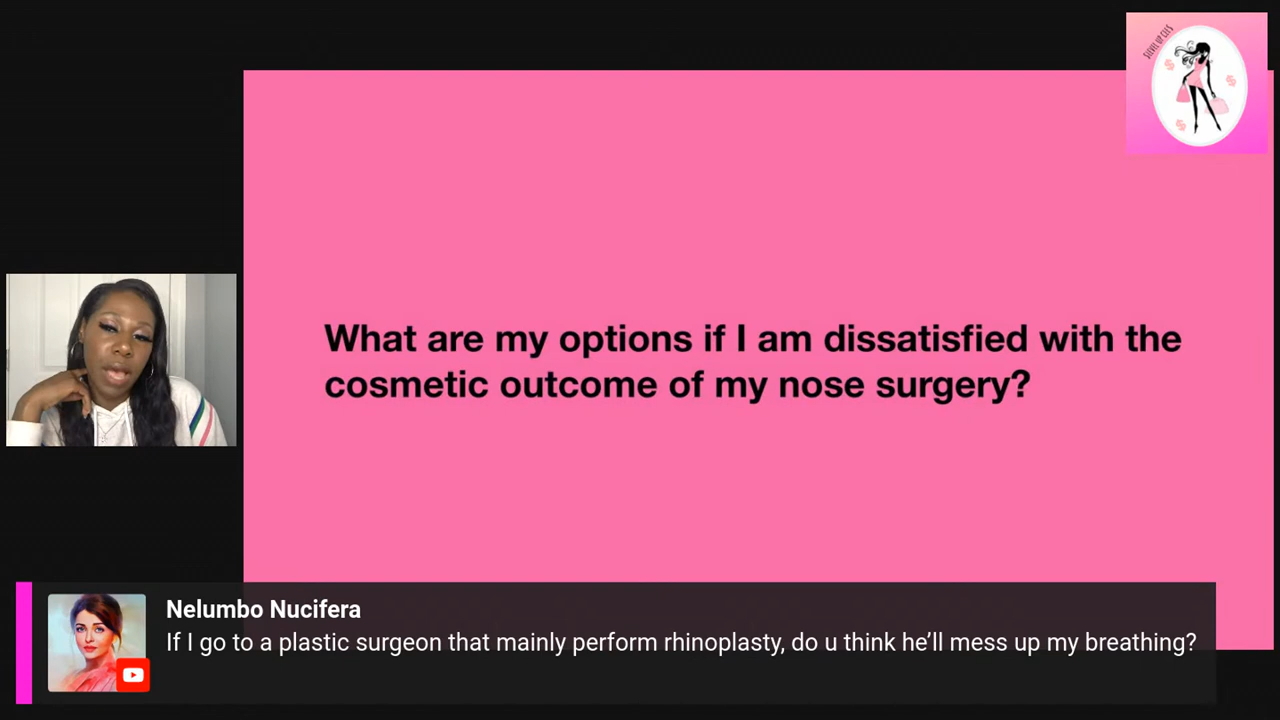 What are my options if I am dissatisfied with the
cosmetic outcome of my nose surgery?
Nelumbo Nucifera
If I go to a plastic surgeon that mainly perform rhinoplasty, do u think he’ll mess up my breathing?